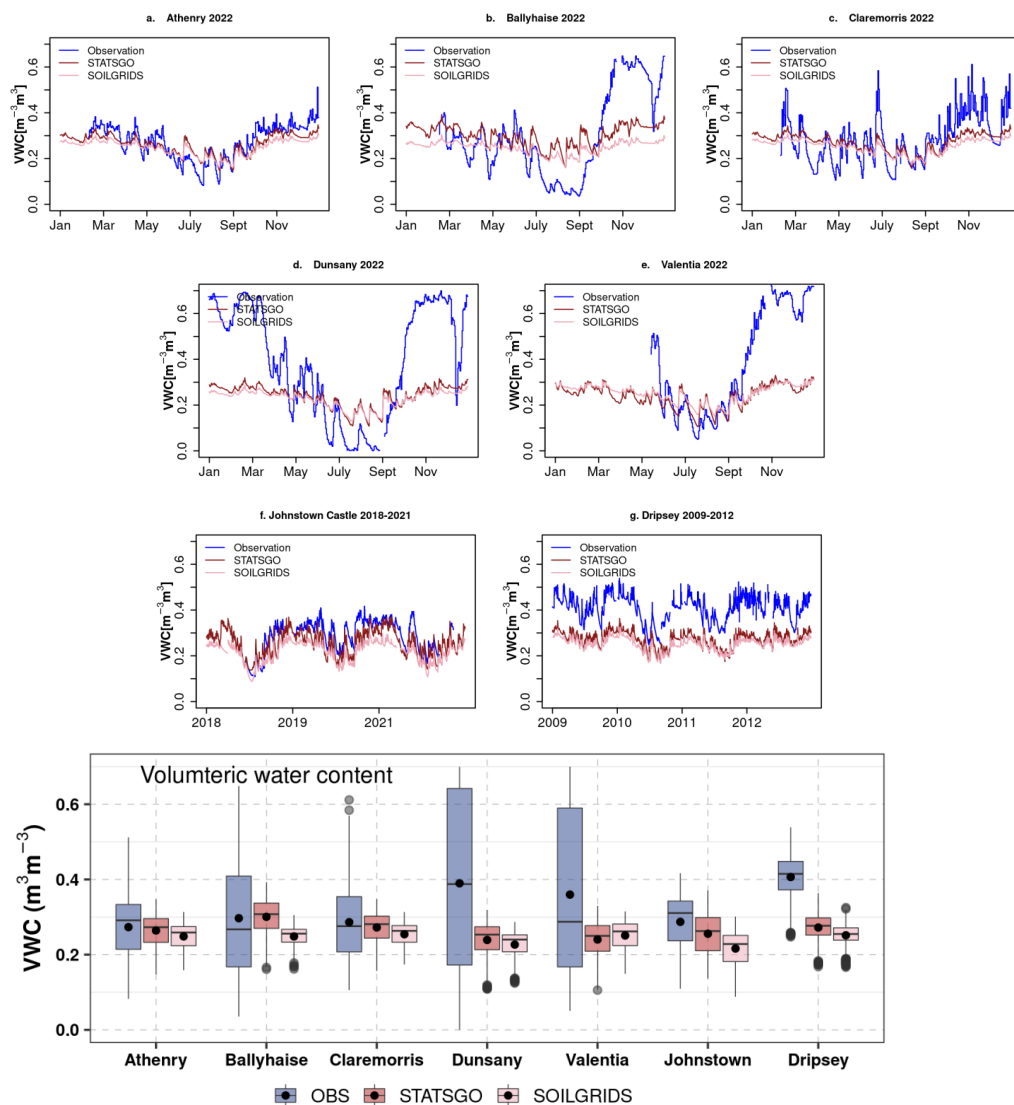 a. Athenry 2022
b. Ballyhaise 2022
c. Claremorris 2022
VWC[m⁻³m³]
0.0 0.2 0.4 0.6
Observation
STATSGO
SOILGRIDS
Jan Mar May July Sept Nov
VWC[m⁻³m³]
0.0 0.2 0.4 0.6
Observation
STATSGO
SOILGRIDS
Jan Mar May July Sept Nov
VWC[m⁻³m³]
0.0 0.2 0.4 0.6
Observation
STATSGO
SOILGRIDS
Jan Mar May July Sept Nov
d. Dunsany 2022
e. Valentia 2022
VWC[m⁻³m³]
0.0 0.2 0.4 0.6
Observation
STATSGO
SOILGRIDS
Jan Mar May July Sept Nov
VWC[m⁻³m³]
0.0 0.2 0.4 0.6
Observation
STATSGO
SOILGRIDS
Jan Mar May July Sept Nov
f. Johnstown Castle 2018-2021
g. Dripsey 2009-2012
VWC[m⁻³m³]
0.0 0.2 0.4 0.6
Observation
STATSGO
SOILGRIDS
2018 2019 2021
VWC[m⁻³m³]
0.0 0.2 0.4 0.6
Observation
STATSGO
SOILGRIDS
2009 2010 2011 2012
Volumteric water content
VWC (m³m⁻³)
0.6
0.4
0.2
0.0
Athenry Ballyhaise Claremorris Dunsany Valentia Johnstown Dripsey
OBS STATSGO SOILGRIDS